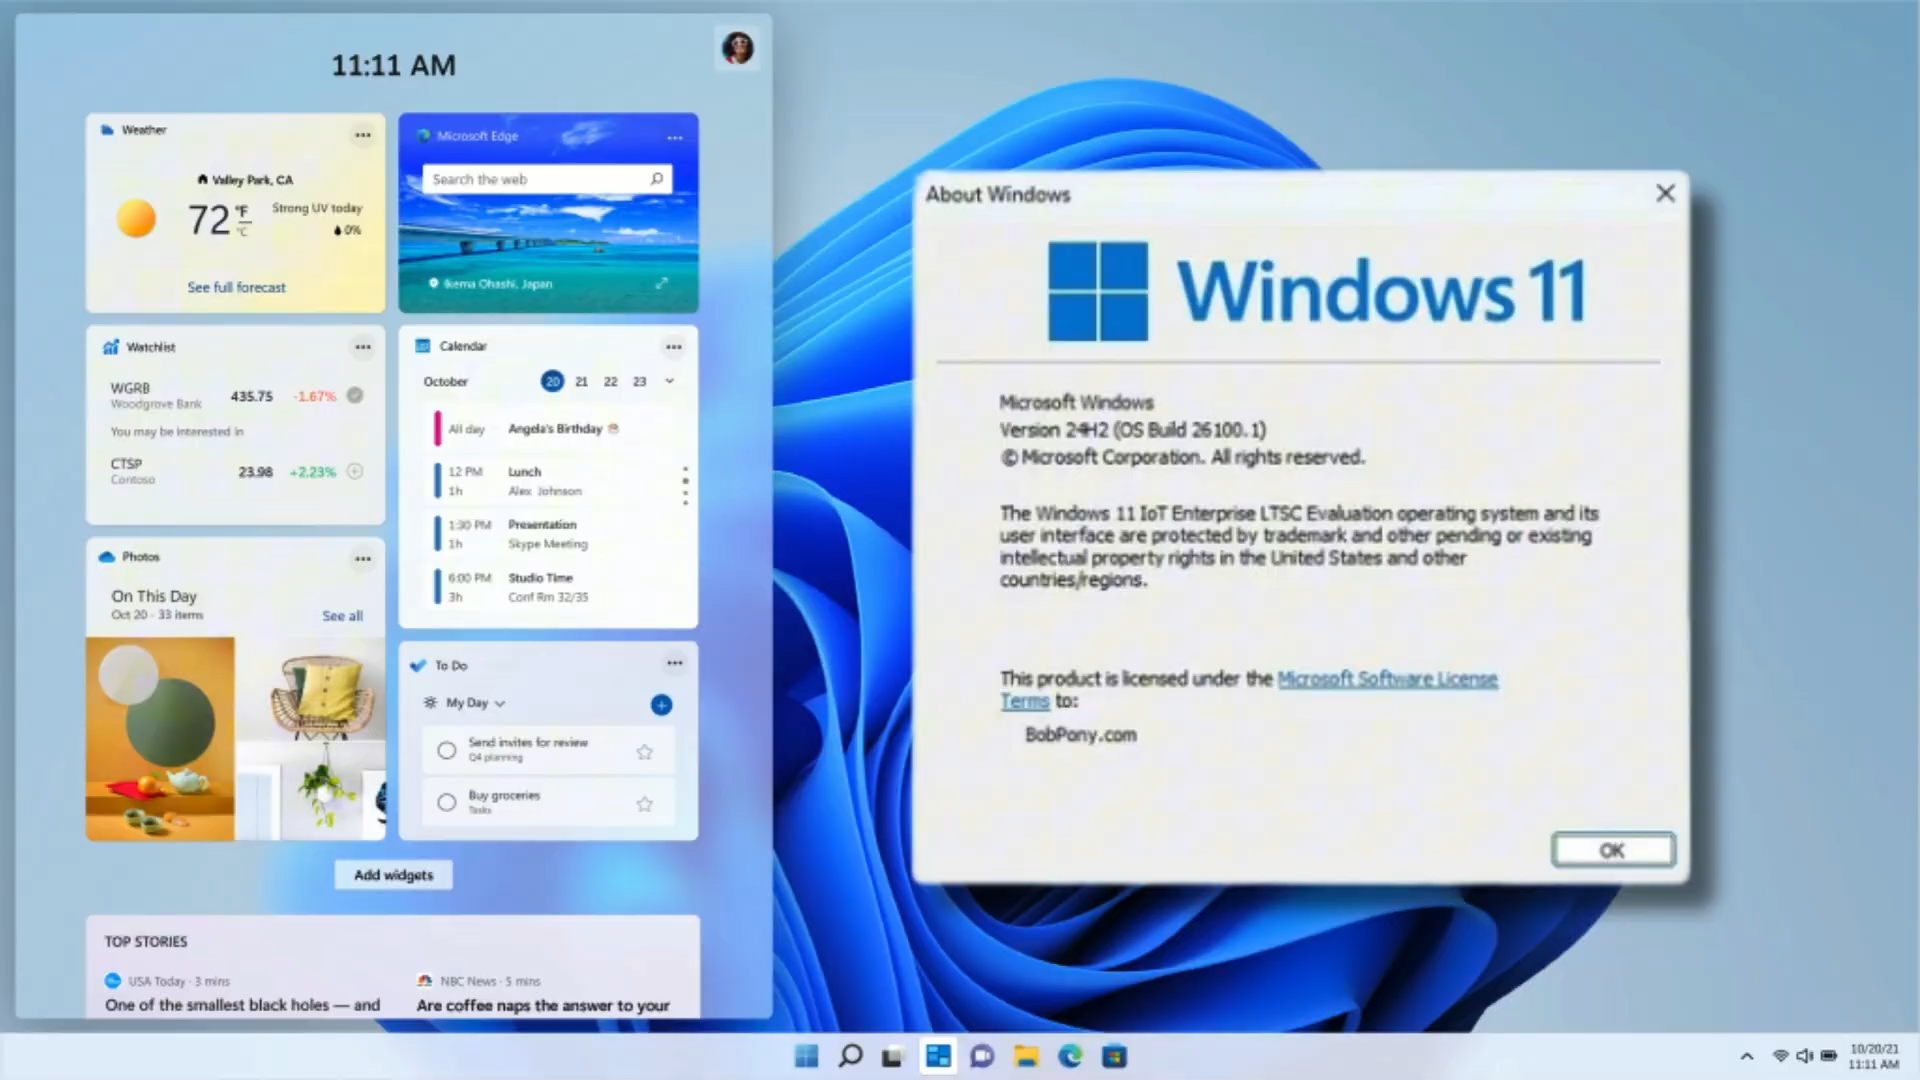 11:11 AM
Weather
Valley Park, CA
72 °F
°C
Strong UV today
0%
See full forecast
Microsoft Edge
Search the web
Ikema Ohashi, Japan
Watchlist
WGRB
Woodgrove Bank
435.75
-1.67%
You may be interested in
CTSP
Contoso
23.98
+2.23%
Calendar
October
20 21 22 23
All day Angela's Birthday
12 PM Lunch
1h Alex Johnson
1:30 PM Presentation
1h Skype Meeting
6:00 PM Studio Time
3h Conf Rm 32/35
Photos
On This Day
Oct 20 · 33 items
See all
To Do
My Day
Send invites for review
Q4 planning
Buy groceries
Tasks
Add widgets
TOP STORIES
USA Today · 3 mins
One of the smallest black holes — and
NBC News · 5 mins
Are coffee naps the answer to your
About Windows
Windows 11
Microsoft Windows
Version 24H2 (OS Build 26100.1)
© Microsoft Corporation. All rights reserved.
The Windows 11 IoT Enterprise LTSC Evaluation operating system and its
user interface are protected by trademark and other pending or existing
intellectual property rights in the United States and other
countries/regions.
This product is licensed under the Microsoft Software License
Terms to:
BobPony.com
OK
10/20/21
11:11 AM